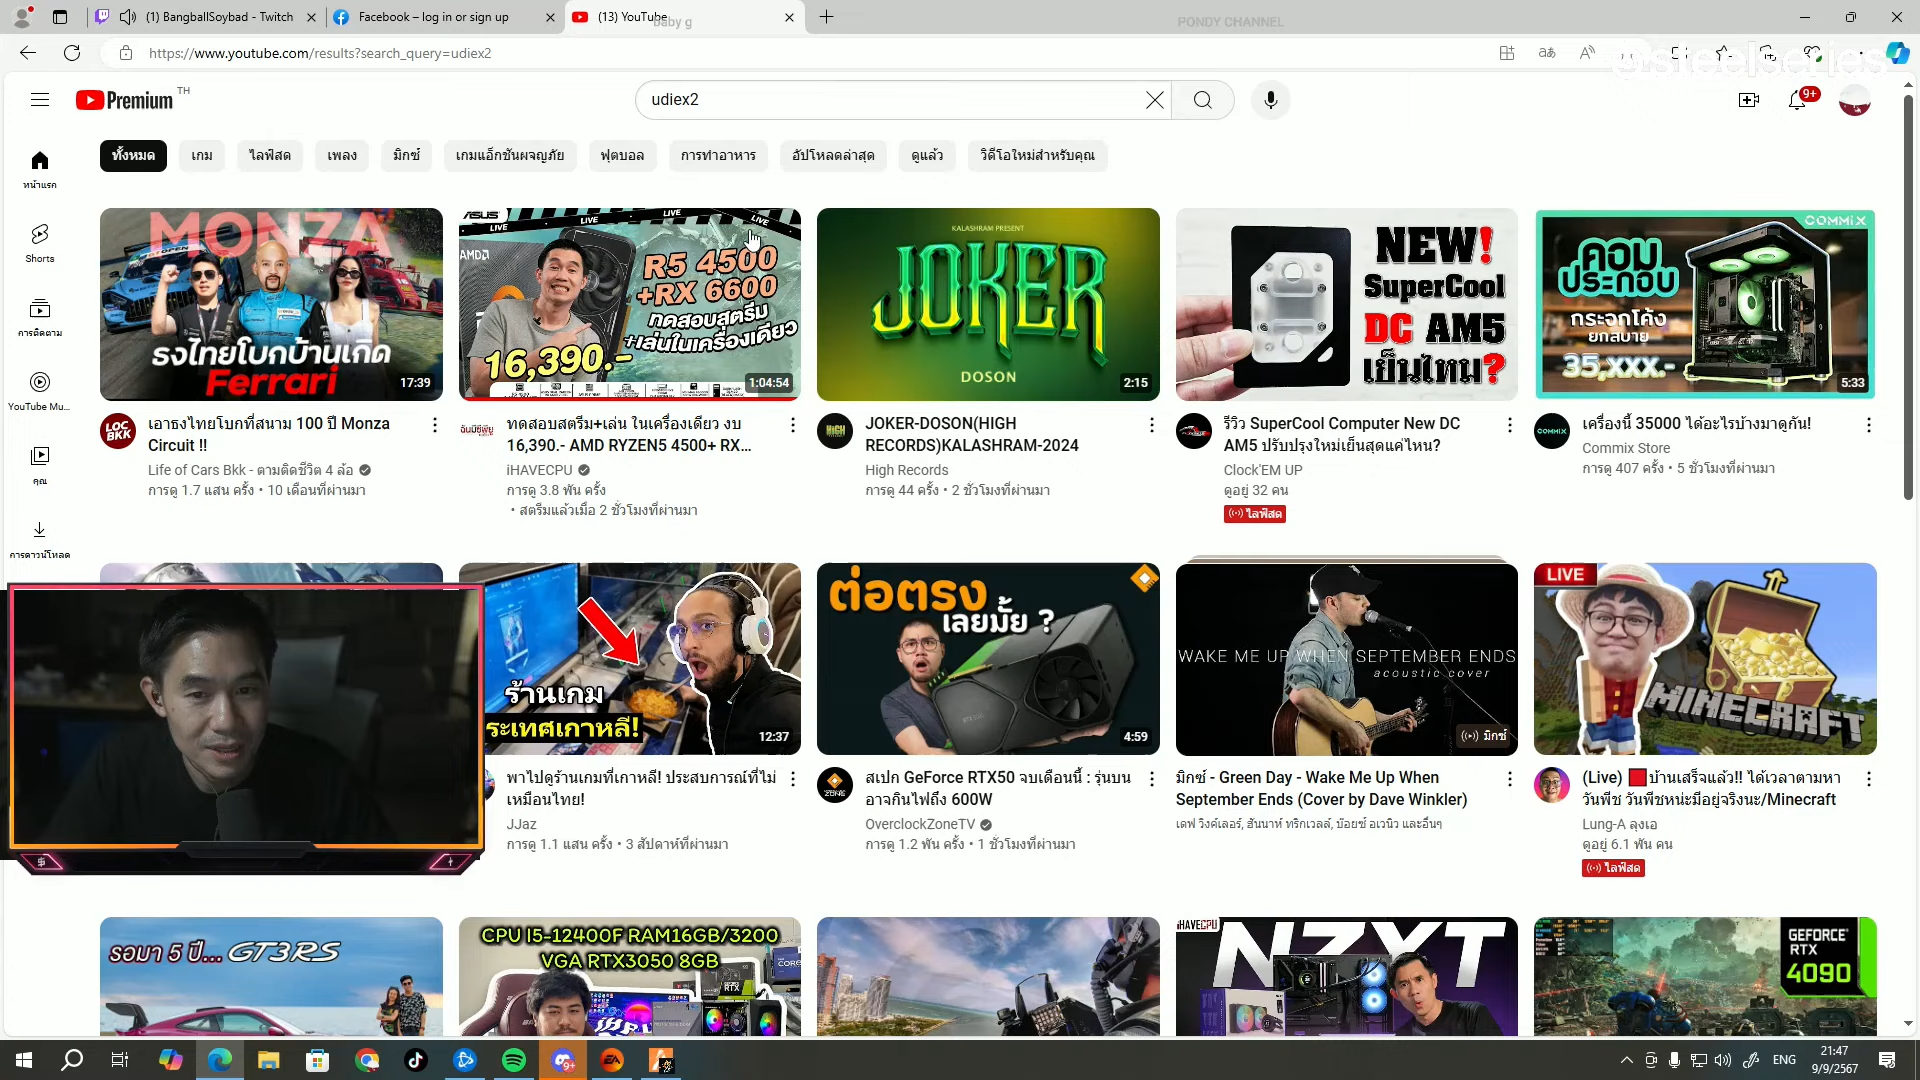 (1) BangballSoybad - Twitch
Facebook – log in or sign up
(13) YouTube
baby g
PONDY CHANNEL
https://www.youtube.com/results?search_query=udiex2
@steelseries
Premium TH
udiex2
9+
ทั้งหมด
เกม
ไลฟ์สด
เพลง
มิกซ์
เกมแอ็กชันผจญภัย
ฟุตบอล
การทำอาหาร
อัปโหลดล่าสุด
ดูแล้ว
วิดีโอใหม่สำหรับคุณ
หน้าแรก
Shorts
การติดตาม
YouTube Mu...
คุณ
การดาวน์โหลด
MONZA
ธงไทยโบกบ้านเกิด
Ferrari
17:39
ASUS
LIVE
LIVE
LIVE
LIVE
AMD
R5 4500
+RX 6600
ทดสอบสตรีม
+เล่นในเครื่องเดียว
16,390.-
1:04:54
KALASHRAM PRESENT
JOKER
DOSON
2:15
NEW!
SuperCool
DC AM5
เย็นไหม?
COMMIX
คอม
ประกอบ
กระจกโค้ง
ยกสบาย
35,xxx.-
5:33
LOC BKK
เอาธงไทยโบกที่สนาม 100 ปี Monza
Circuit !!
Life of Cars Bkk - ตามติดชีวิต 4 ล้อ
การดู 1.7 แสน ครั้ง • 10 เดือนที่ผ่านมา
ทดสอบสตรีม+เล่น ในเครื่องเดียว งบ
16,390.- AMD RYZEN5 4500+ RX...
iHAVECPU
การดู 3.8 พัน ครั้ง
• สตรีมแล้วเมื่อ 2 ชั่วโมงที่ผ่านมา
HIGH
JOKER-DOSON(HIGH
RECORDS)KALASHRAM-2024
High Records
การดู 44 ครั้ง • 2 ชั่วโมงที่ผ่านมา
รีวิว SuperCool Computer New DC
AM5 ปรับปรุงใหม่เย็นสุดแค่ไหน?
Clock'EM UP
ดูอยู่ 32 คน
ไลฟ์สด
COMMIX
เครื่องนี้ 35000 ได้อะไรบ้างมาดูกัน!
Commix Store
การดู 407 ครั้ง • 5 ชั่วโมงที่ผ่านมา
ร้านเกม
ระเทศเกาหลี!
12:37
ต่อตรง
เลยมั้ย ?
4:59
WAKE ME UP WHEN SEPTEMBER ENDS
acoustic cover
มิกซ์
LIVE
MINECRAFT
พาไปดูร้านเกมที่เกาหลี! ประสบการณ์ที่ไม่
เหมือนไทย!
JJaz
การดู 1.1 แสน ครั้ง • 3 สัปดาห์ที่ผ่านมา
สเปก GeForce RTX50 จบเดือนนี้ : รุ่นบน
อาจกินไฟถึง 600W
OverclockZoneTV
การดู 1.2 พัน ครั้ง • 1 ชั่วโมงที่ผ่านมา
มิกซ์ - Green Day - Wake Me Up When
September Ends (Cover by Dave Winkler)
เดฟ วิงค์เลอร์, ฮันนาห์ ทริกเวลล์, บ๊อยซ์ อเวนิว และอื่นๆ
(Live) 🟥บ้านเสร็จแล้ว!! ได้เวลาตามหา
วันพีช วันพีชหน่ะมีอยู่จริงนะ/Minecraft
Lung-A ลุงเอ
ดูอยู่ 6.1 พัน คน
ไลฟ์สด
รอมา 5 ปี... GT3RS
CPU I5-12400F RAM16GB/3200
VGA RTX3050 8GB
iHAVECPU
NZXT
GEFORCE
RTX
4090
9+
EA
ENG
21:47
9/9/2567